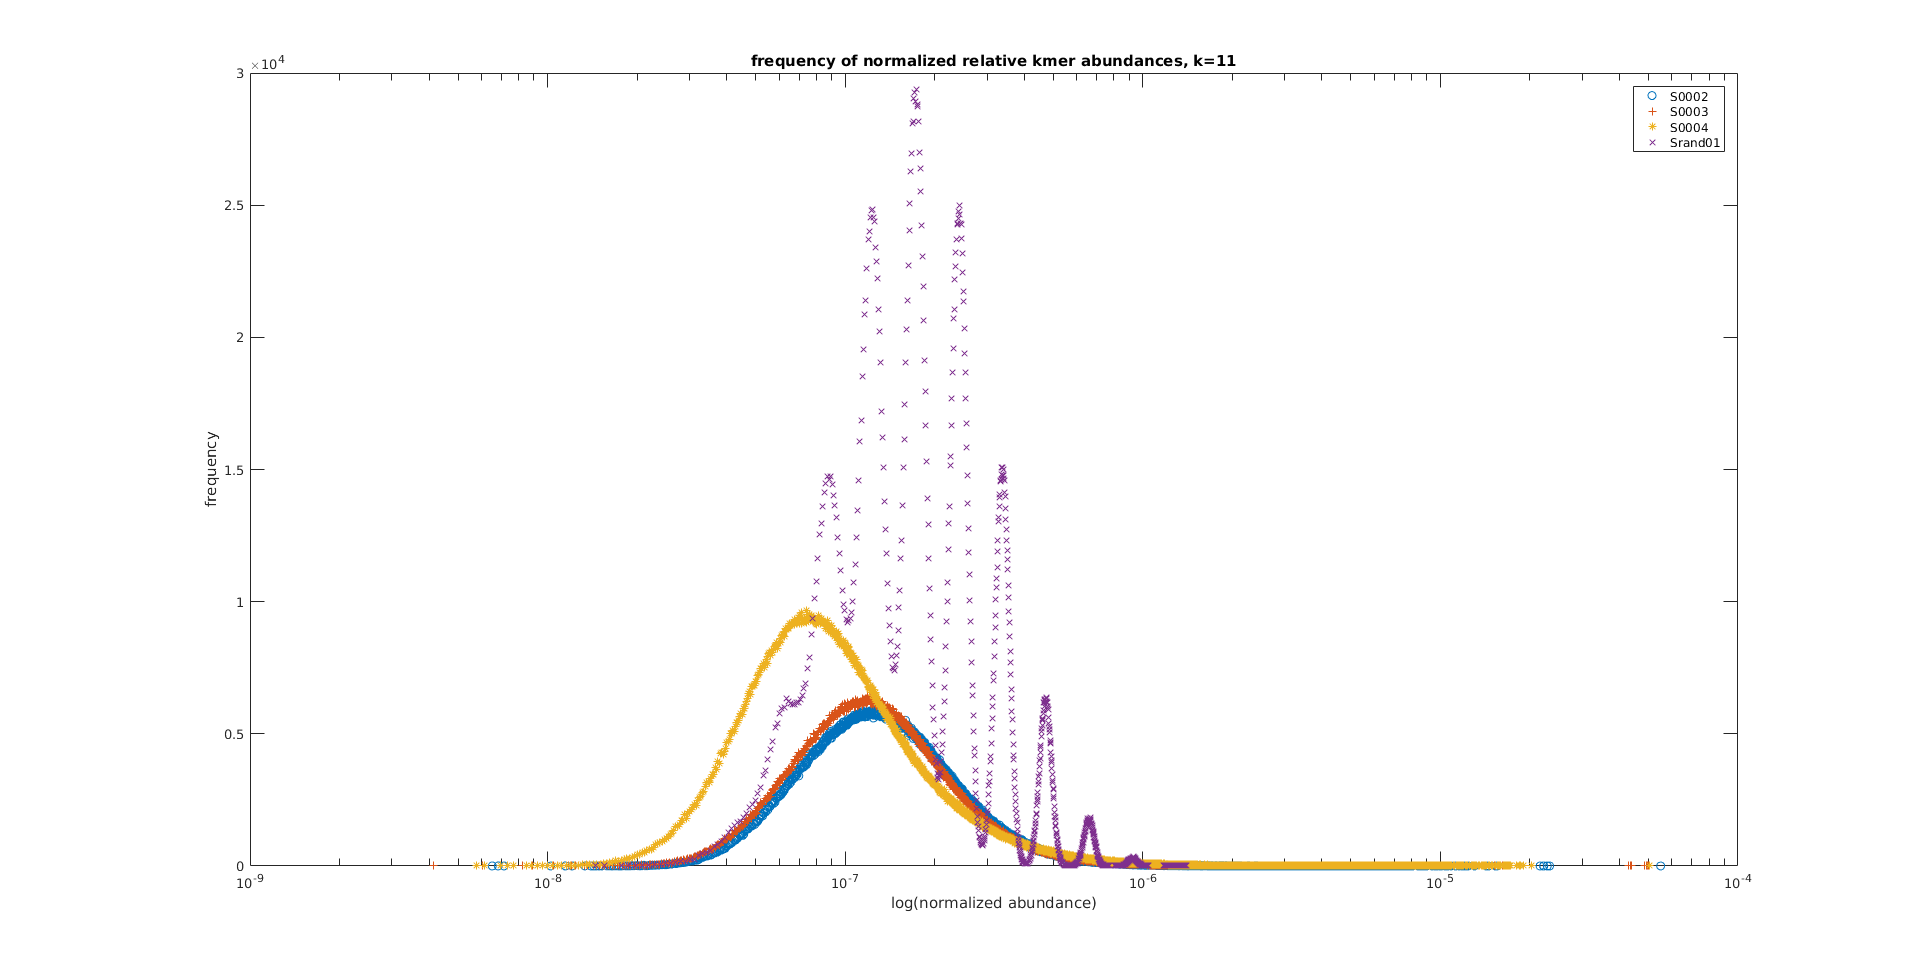 frequency of normalized relative kmer abundances, k=11
×10^4
3
2.5
2
1.5
1
0.5
0
frequency
S0002
S0003
S0004
Srand01
10^-9
10^-8
10^-7
10^-6
10^-5
10^-4
log(normalized abundance)